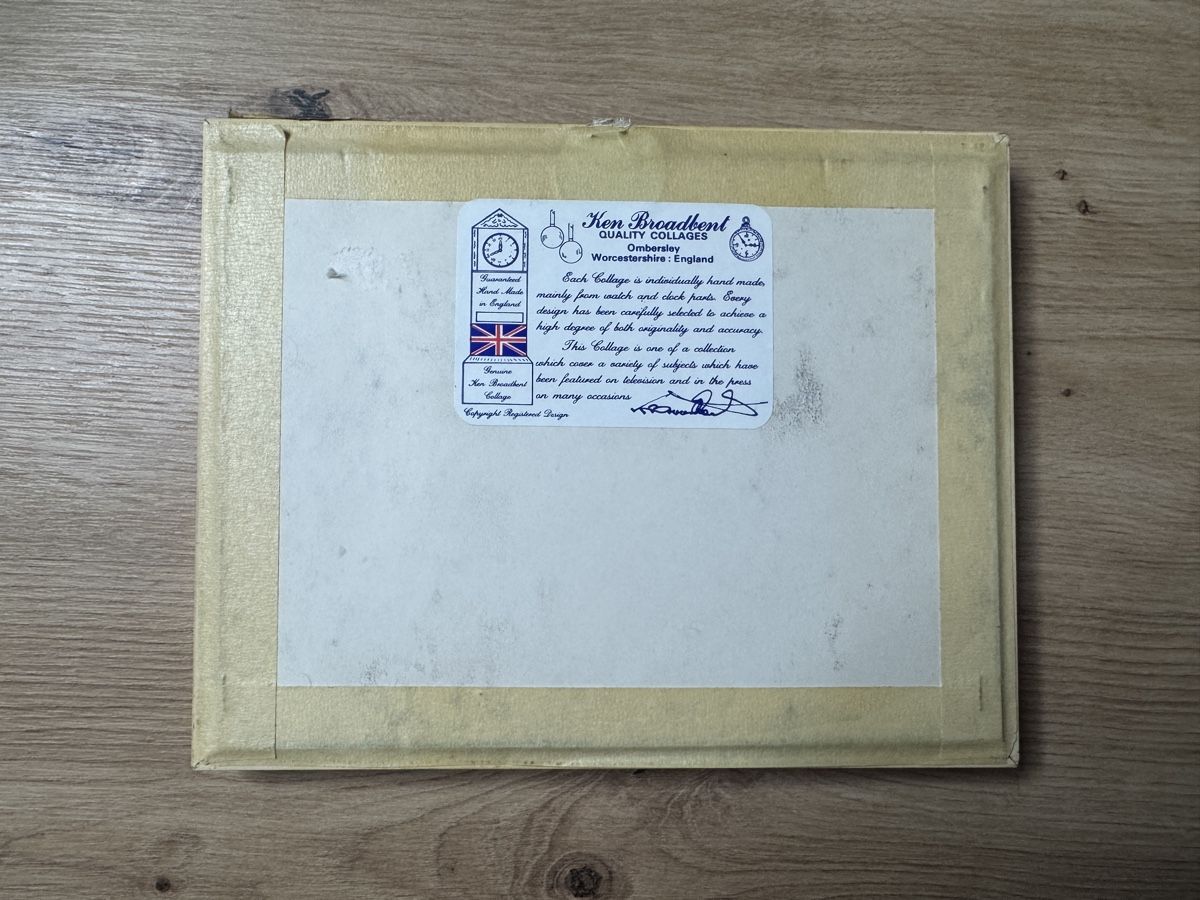 Ken Broadbent
QUALITY COLLAGES
Ombersley
Worcestershire : England
Guaranteed
Hand Made
in England
Genuine
Ken Broadbent
Collage
Each Collage is individually hand made,
mainly from watch and clock parts. Every
design has been carefully selected to achieve a
high degree of both originality and accuracy.
This Collage is one of a collection
which cover a variety of subjects which have
been featured on television and in the press
on many occasions
Copyright Registered Design